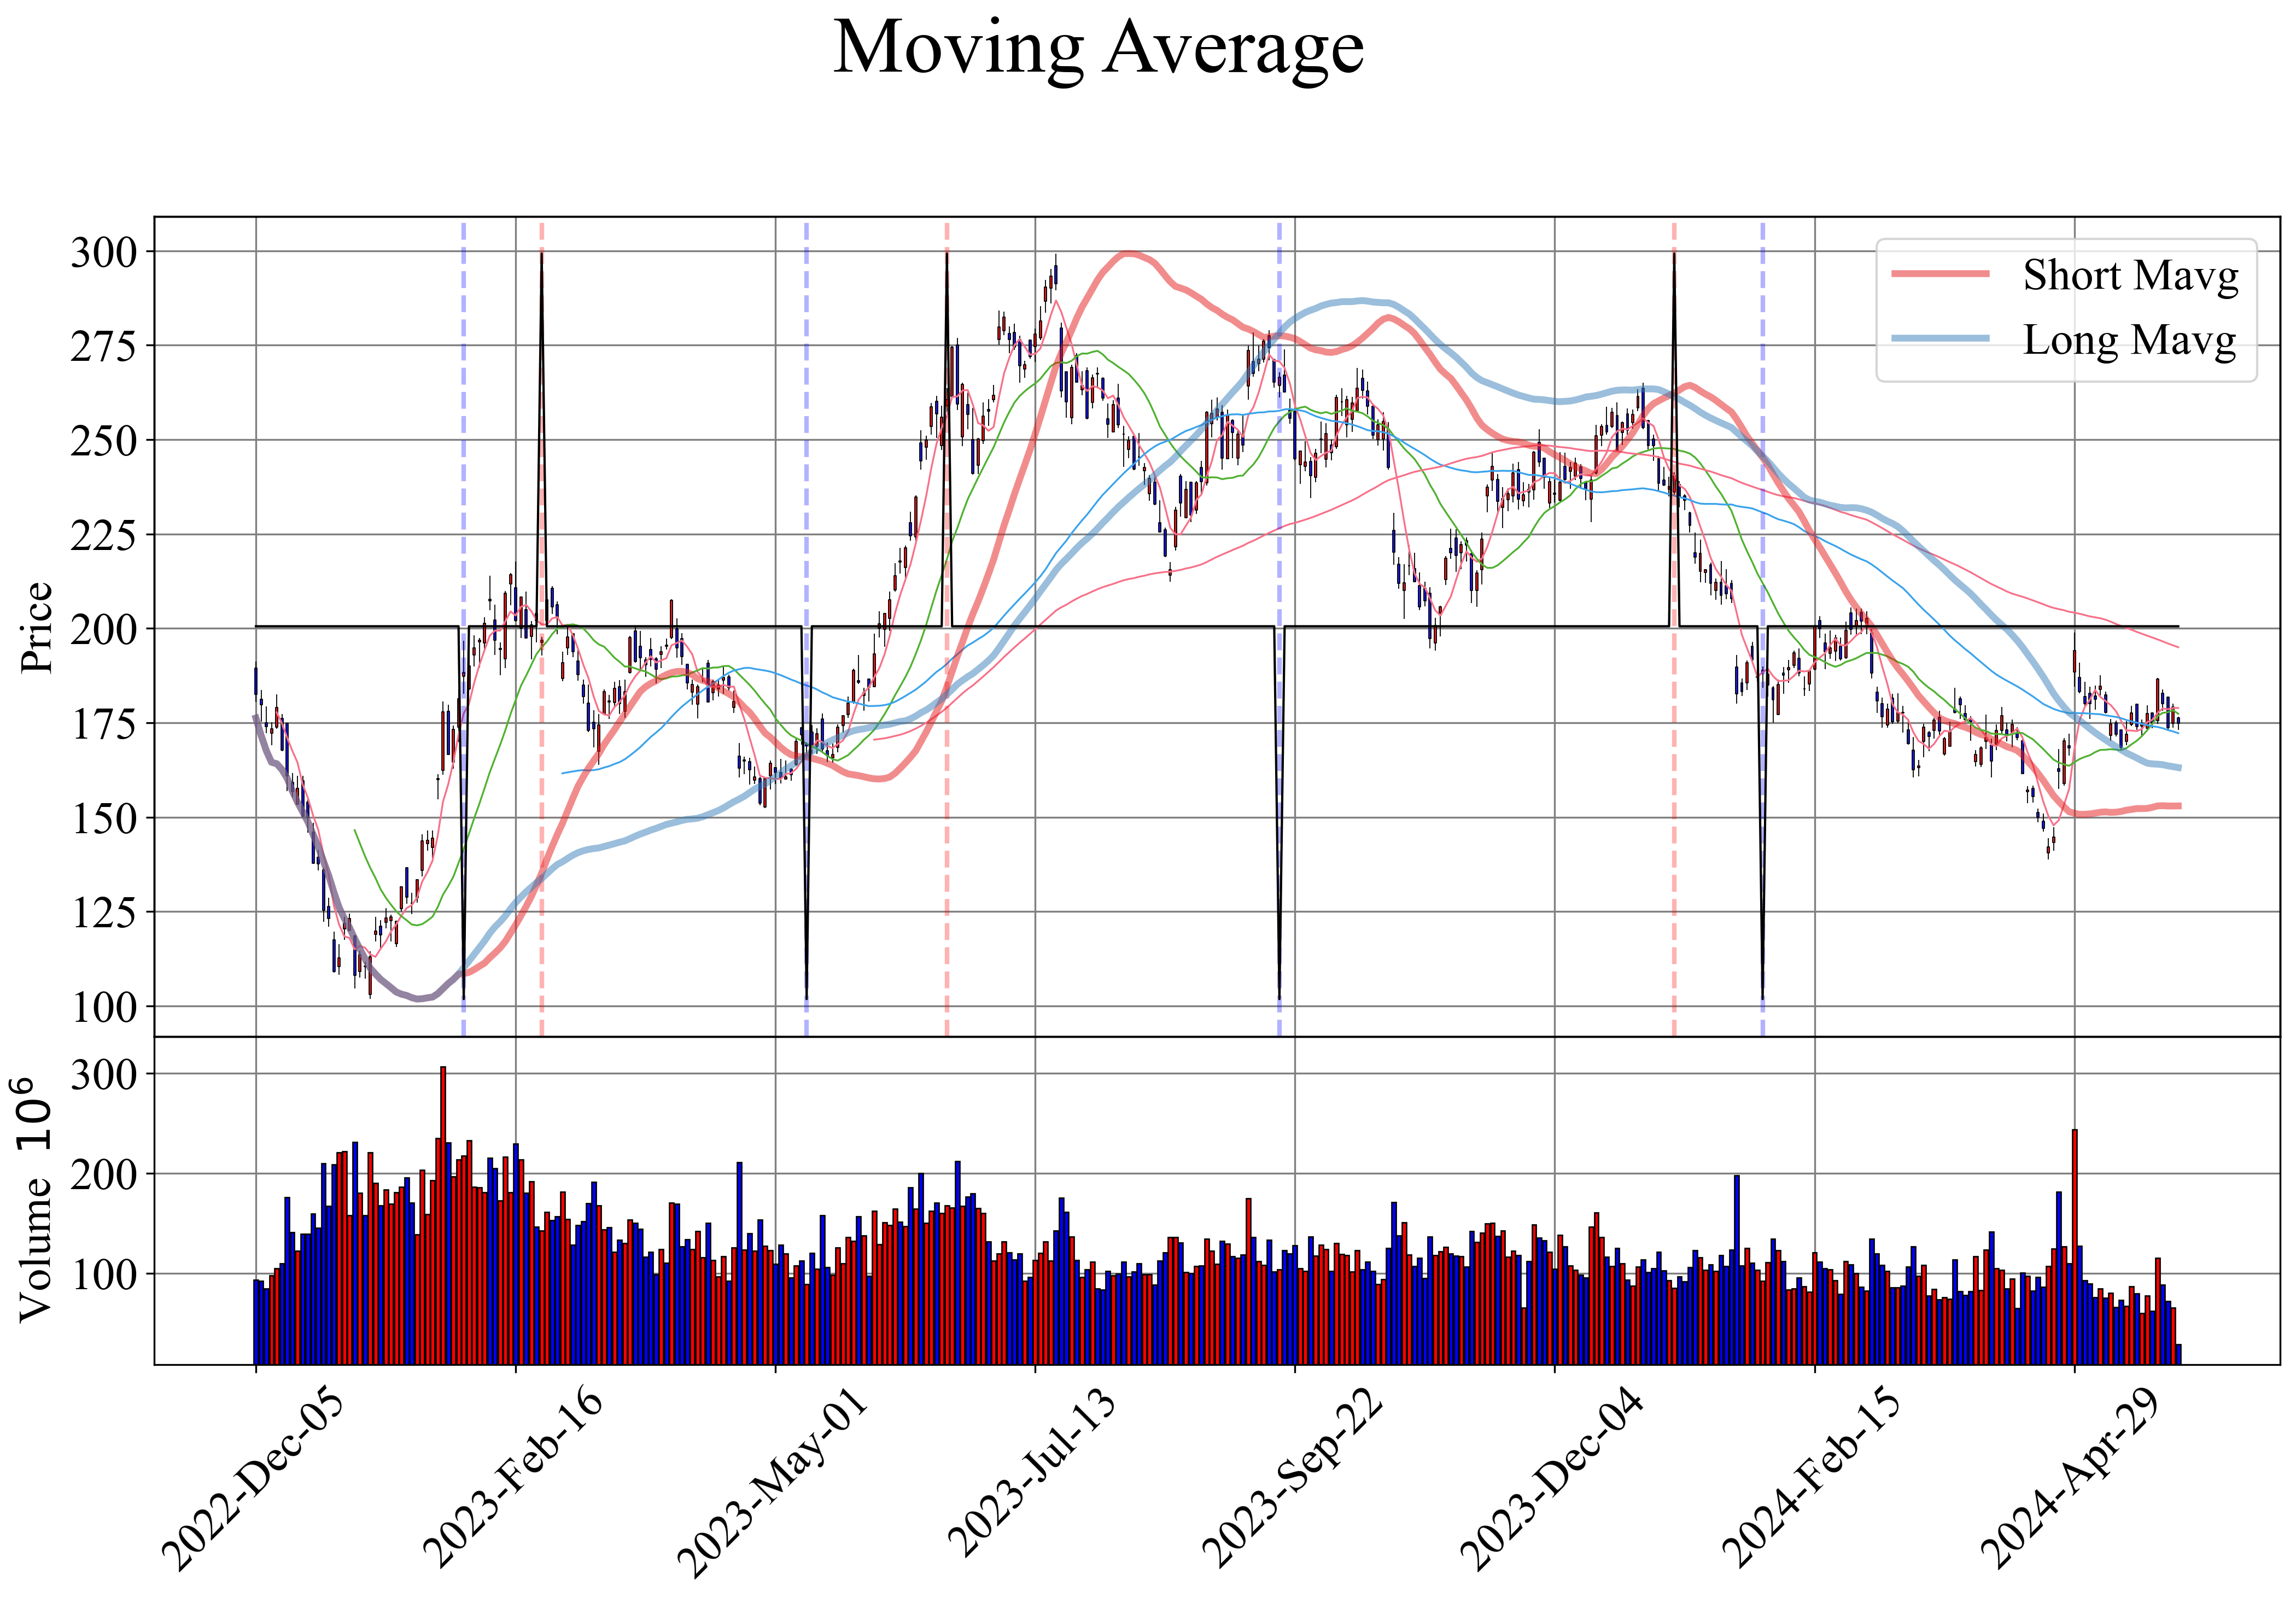 Moving Average
Short Mavg
Long Mavg
Price
300
275
250
225
200
175
150
125
100
Volume 10⁶
300
200
100
2022-Dec-05
2023-Feb-16
2023-May-01
2023-Jul-13
2023-Sep-22
2023-Dec-04
2024-Feb-15
2024-Apr-29